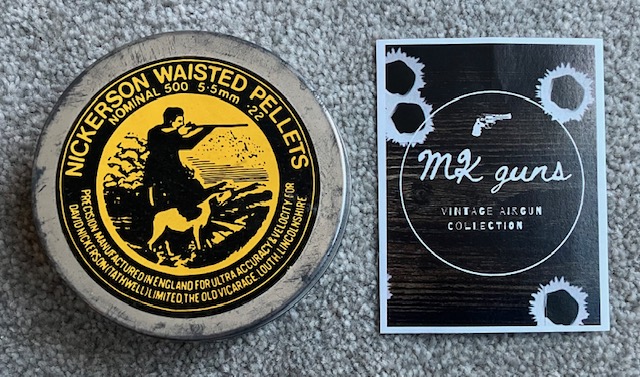 NICKERSON WAISTED PELLETS
NOMINAL 500 5·5mm ·22
PRECISION MANUFACTURED IN ENGLAND FOR ULTRA ACCURACY & VELOCITY FOR
DAVID NICKERSON (TATHWELL) LIMITED, THE OLD VICARAGE, LOUTH, LINCOLNSHIRE
MK guns
VINTAGE AIRGUN
COLLECTION